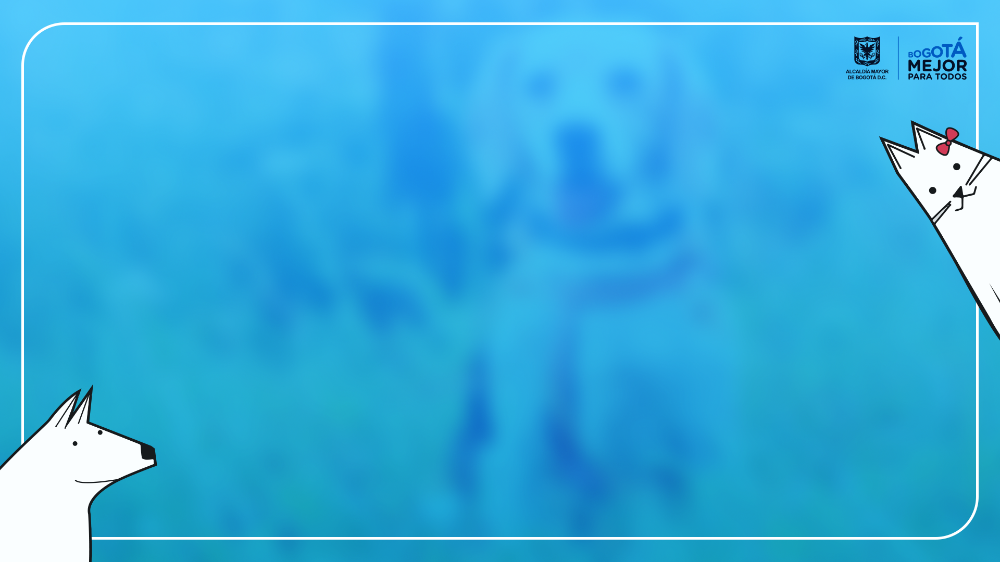 ALCALDÍA MAYOR
DE BOGOTÁ D.C.
BOGOTÁ
MEJOR
PARA TODOS